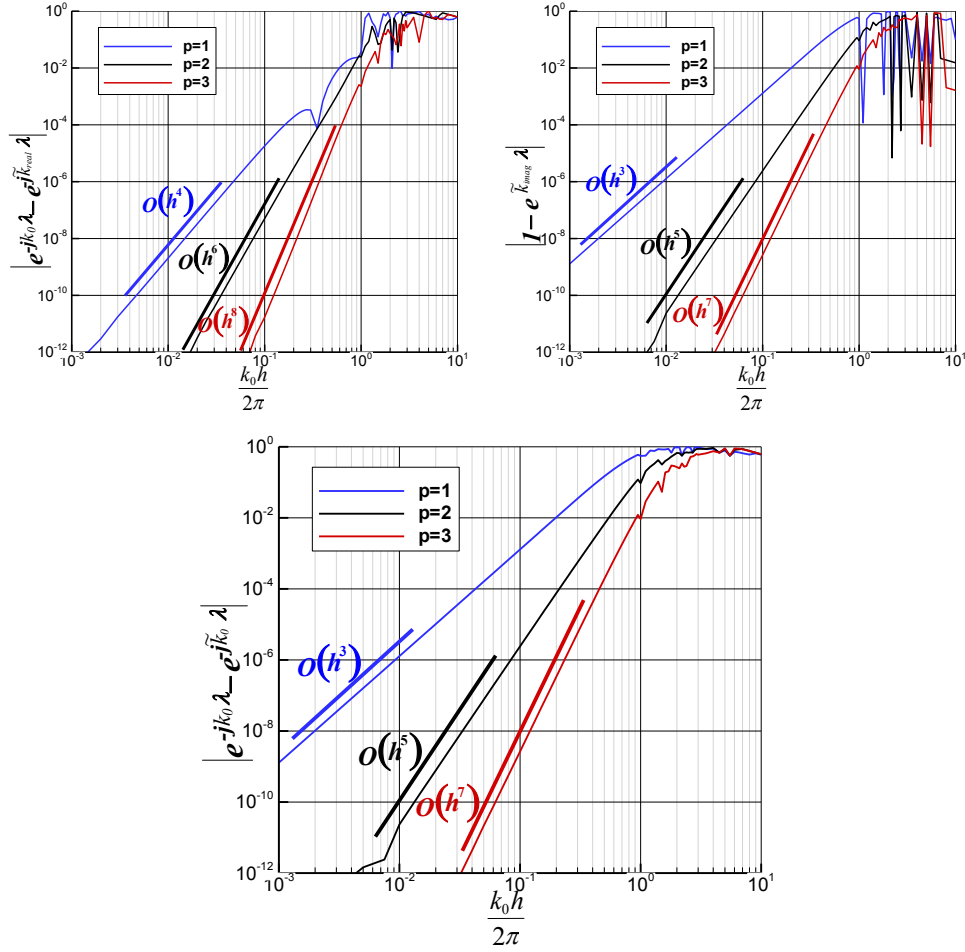 10⁰
10⁻²
10⁻⁴
10⁻⁶
10⁻⁸
10⁻¹⁰
10⁻¹²
|e^{-jk₀λ} − e^{-jk̃_{real}λ}|
p=1
p=2
p=3
O(h⁴)
O(h⁶)
O(h⁸)
10⁻³ 10⁻² 10⁻¹ 10⁰ 10¹
k₀h
2π
10⁰
10⁻²
10⁻⁴
10⁻⁶
10⁻⁸
10⁻¹⁰
10⁻¹²
|1 − e^{k̃_{imag}λ}|
p=1
p=2
p=3
O(h³)
O(h⁵)
O(h⁷)
10⁻³ 10⁻² 10⁻¹ 10⁰ 10¹
k₀h
2π
10⁰
10⁻²
10⁻⁴
10⁻⁶
10⁻⁸
10⁻¹⁰
10⁻¹²
|e^{-jk₀λ} − e^{-jk̃₀λ}|
p=1
p=2
p=3
O(h³)
O(h⁵)
O(h⁷)
10⁻³ 10⁻² 10⁻¹ 10⁰ 10¹
k₀h
2π